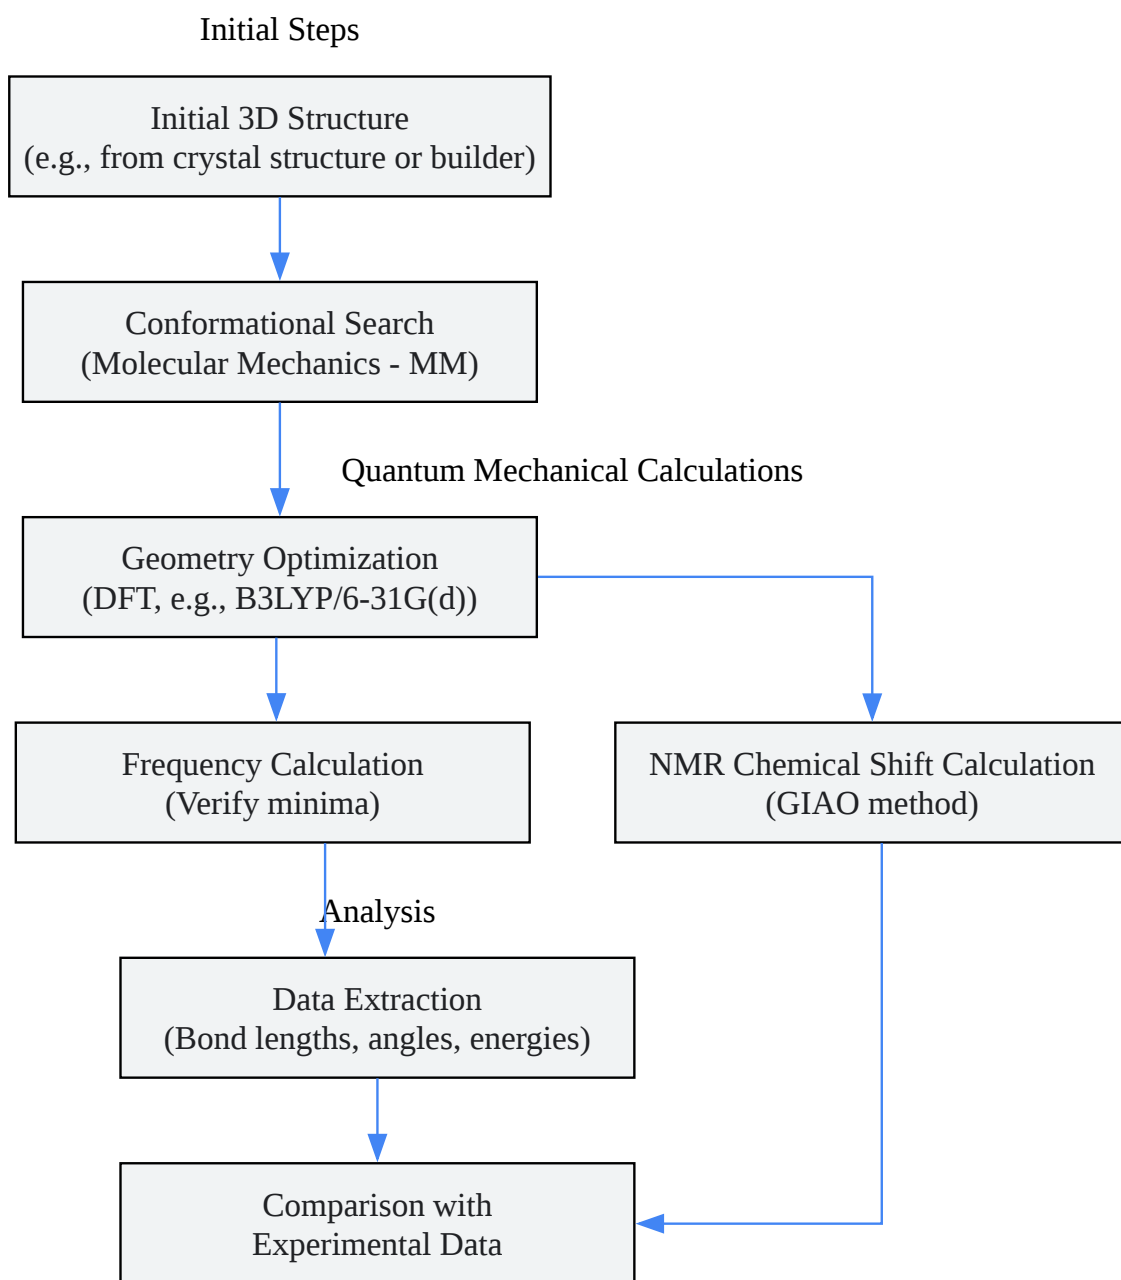 Initial Steps
Initial 3D Structure
(e.g., from crystal structure or builder)
Conformational Search
(Molecular Mechanics - MM)
Quantum Mechanical Calculations
Geometry Optimization
(DFT, e.g., B3LYP/6-31G(d))
Frequency Calculation
(Verify minima)
NMR Chemical Shift Calculation
(GIAO method)
Analysis
Data Extraction
(Bond lengths, angles, energies)
Comparison with
Experimental Data